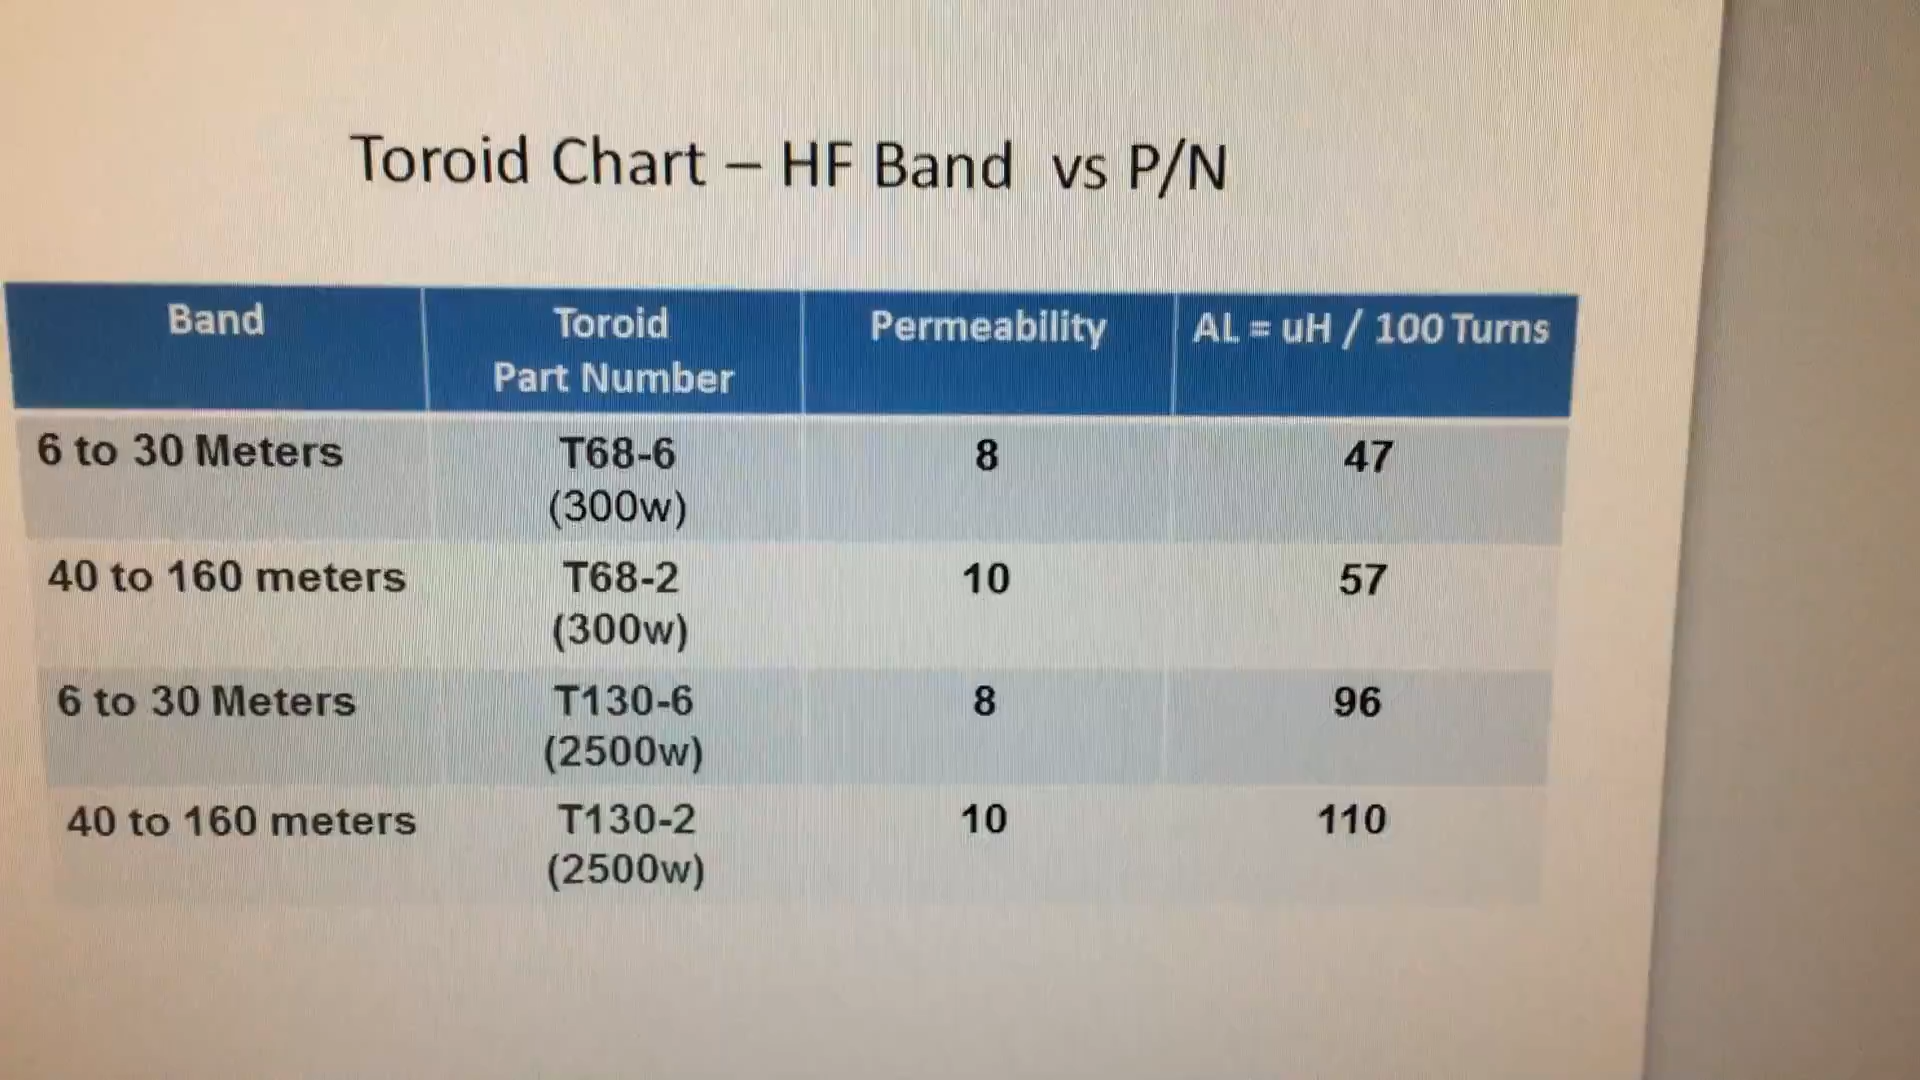 Toroid Chart – HF Band vs P/N
Band
Toroid
Part Number
Permeability
AL = uH / 100 Turns
6 to 30 Meters
T68-6
(300w)
8
47
40 to 160 meters
T68-2
(300w)
10
57
6 to 30 Meters
T130-6
(2500w)
8
96
40 to 160 meters
T130-2
(2500w)
10
110